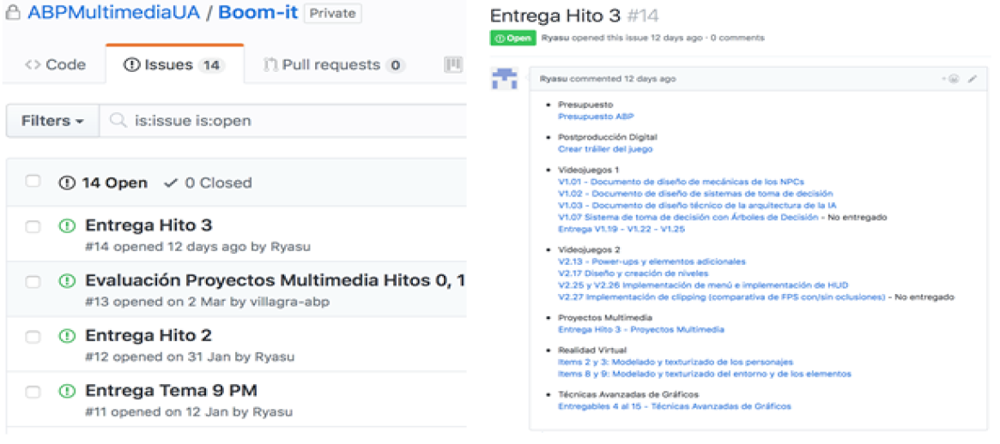 ABPMultimediaUA / Boom-it Private
Code Issues 14 Pull requests 0
Filters is:issue is:open
14 Open 0 Closed
Entrega Hito 3
#14 opened 12 days ago by Ryasu
Evaluación Proyectos Multimedia Hitos 0, 1
#13 opened on 2 Mar by villagra-abp
Entrega Hito 2
#12 opened on 31 Jan by Ryasu
Entrega Tema 9 PM
#11 opened on 12 Jan by Ryasu
Entrega Hito 3 #14
Open Ryasu opened this issue 12 days ago · 0 comments
Ryasu commented 12 days ago
• Presupuesto
Presupuesto ABP
• Postproducción Digital
Crear tráiler del juego
• Videojuegos 1
V1.01 - Documento de diseño de mecánicas de los NPCs
V1.02 - Documento de diseño de sistemas de toma de decisión
V1.03 - Documento de diseño técnico de la arquitectura de la IA
V1.07 Sistema de toma de decisión con Árboles de Decisión - No entregado
Entrega V1.19 - V1.22 - V1.25
• Videojuegos 2
V2.13 - Power-ups y elementos adicionales
V2.17 Diseño y creación de niveles
V2.25 y V2.26 Implementación de menú e implementación de HUD
V2.27 Implementación de clipping (comparativa de FPS con/sin oclusiones) - No entregado
• Proyectos Multimedia
Entrega Hito 3 - Proyectos Multimedia
• Realidad Virtual
Items 2 y 3: Modelado y texturizado de los personajes
Items 8 y 9: Modelado y texturizado del entorno y de los elementos
• Técnicas Avanzadas de Gráficos
Entregables 4 al 15 - Técnicas Avanzadas de Gráficos